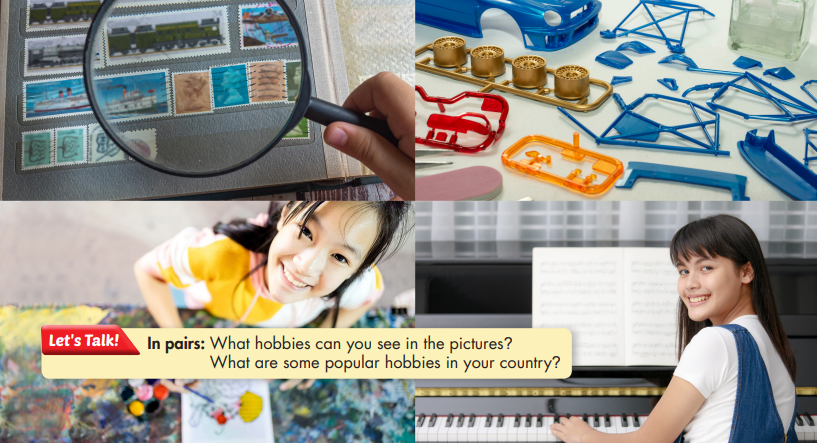 Let's Talk!
In pairs: What hobbies can you see in the pictures?
What are some popular hobbies in your country?